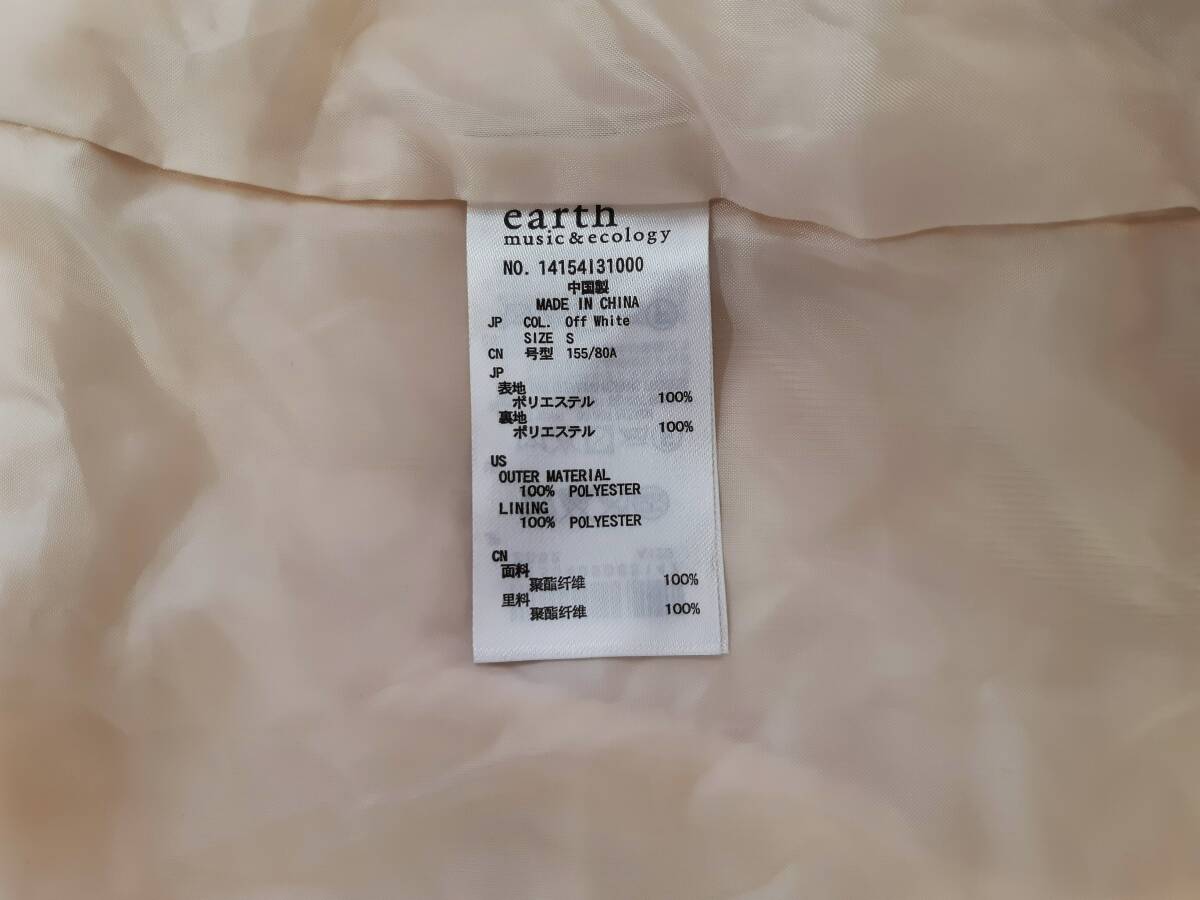 earth
music&ecology
NO. 14154I31000
中国製
MADE IN CHINA
JP COL. Off White
SIZE S
CN 号型 155/80A
JP
表地
ポリエステル 100%
裏地
ポリエステル 100%
US
OUTER MATERIAL
100% POLYESTER
LINING
100% POLYESTER
CN
面料
聚酯纤维 100%
里料
聚酯纤维 100%